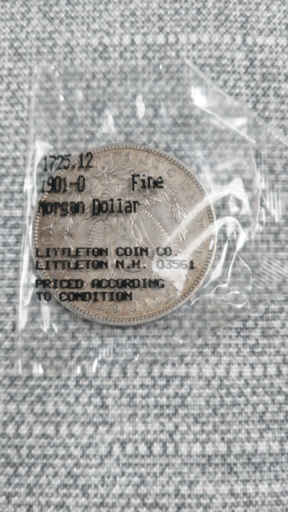 1725.12
1901-O Fine
Morgan Dollar
LITTLETON COIN CO.
LITTLETON N.H. 03561
PRICED ACCORDING
TO CONDITION